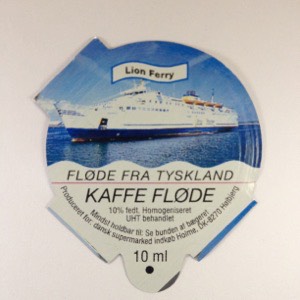 Lion Ferry
FLØDE FRA TYSKLAND
KAFFE FLØDE
10% fedt. Homogeniseret
UHT behandlet
Mindst holdbar til: Se bunden af bægeret
Produceret for: dansk supermarked indkøb Holme, DK-8270 Højbjerg
10 ml